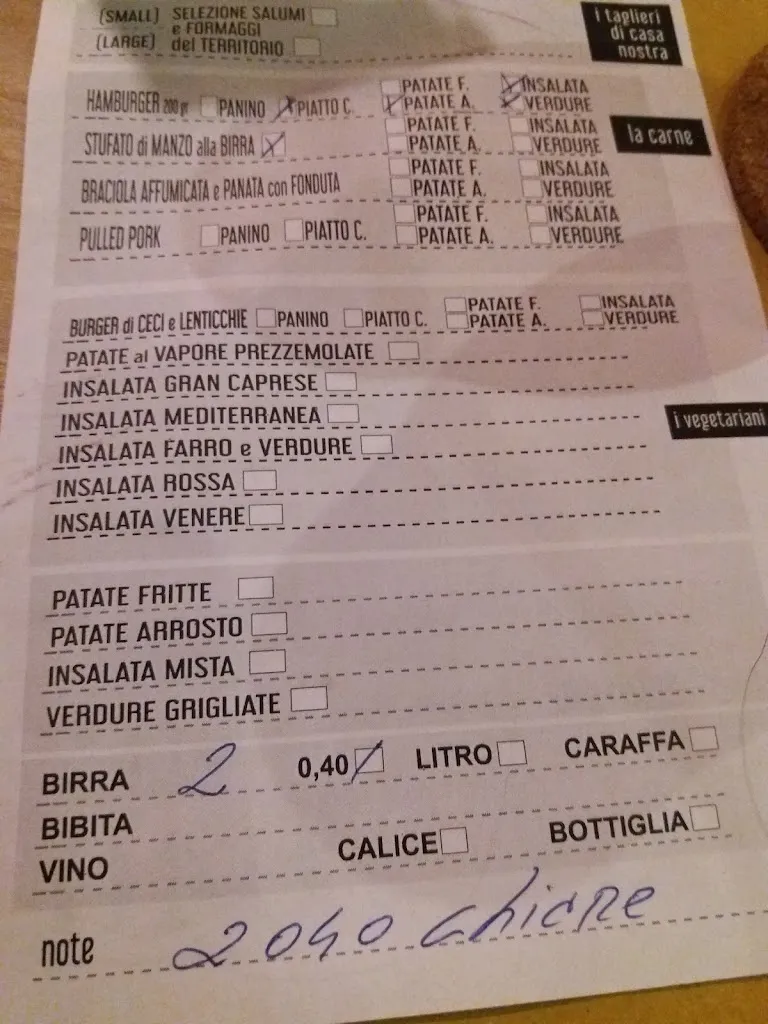 (SMALL) SELEZIONE SALUMI
e FORMAGGI
(LARGE) del TERRITORIO
i taglieri
di casa
nostra
HAMBURGER 200 gr PANINO PIATTO C. PATATE F. INSALATA
PATATE A. VERDURE
STUFATO di MANZO alla BIRRA PATATE F. INSALATA
PATATE A. VERDURE
la carne
BRACIOLA AFFUMICATA e PANATA con FONDUTA PATATE F. INSALATA
PATATE A. VERDURE
PULLED PORK PANINO PIATTO C. PATATE F. INSALATA
PATATE A. VERDURE
BURGER di CECI e LENTICCHIE PANINO PIATTO C. PATATE F. INSALATA
PATATE A. VERDURE
PATATE al VAPORE PREZZEMOLATE
INSALATA GRAN CAPRESE
INSALATA MEDITERRANEA
i vegetariani
INSALATA FARRO e VERDURE
INSALATA ROSSA
INSALATA VENERE
PATATE FRITTE
PATATE ARROSTO
INSALATA MISTA
VERDURE GRIGLIATE
BIRRA 2 0,40 LITRO CARAFFA
BIBITA
VINO CALICE BOTTIGLIA
note 2 040 chiare